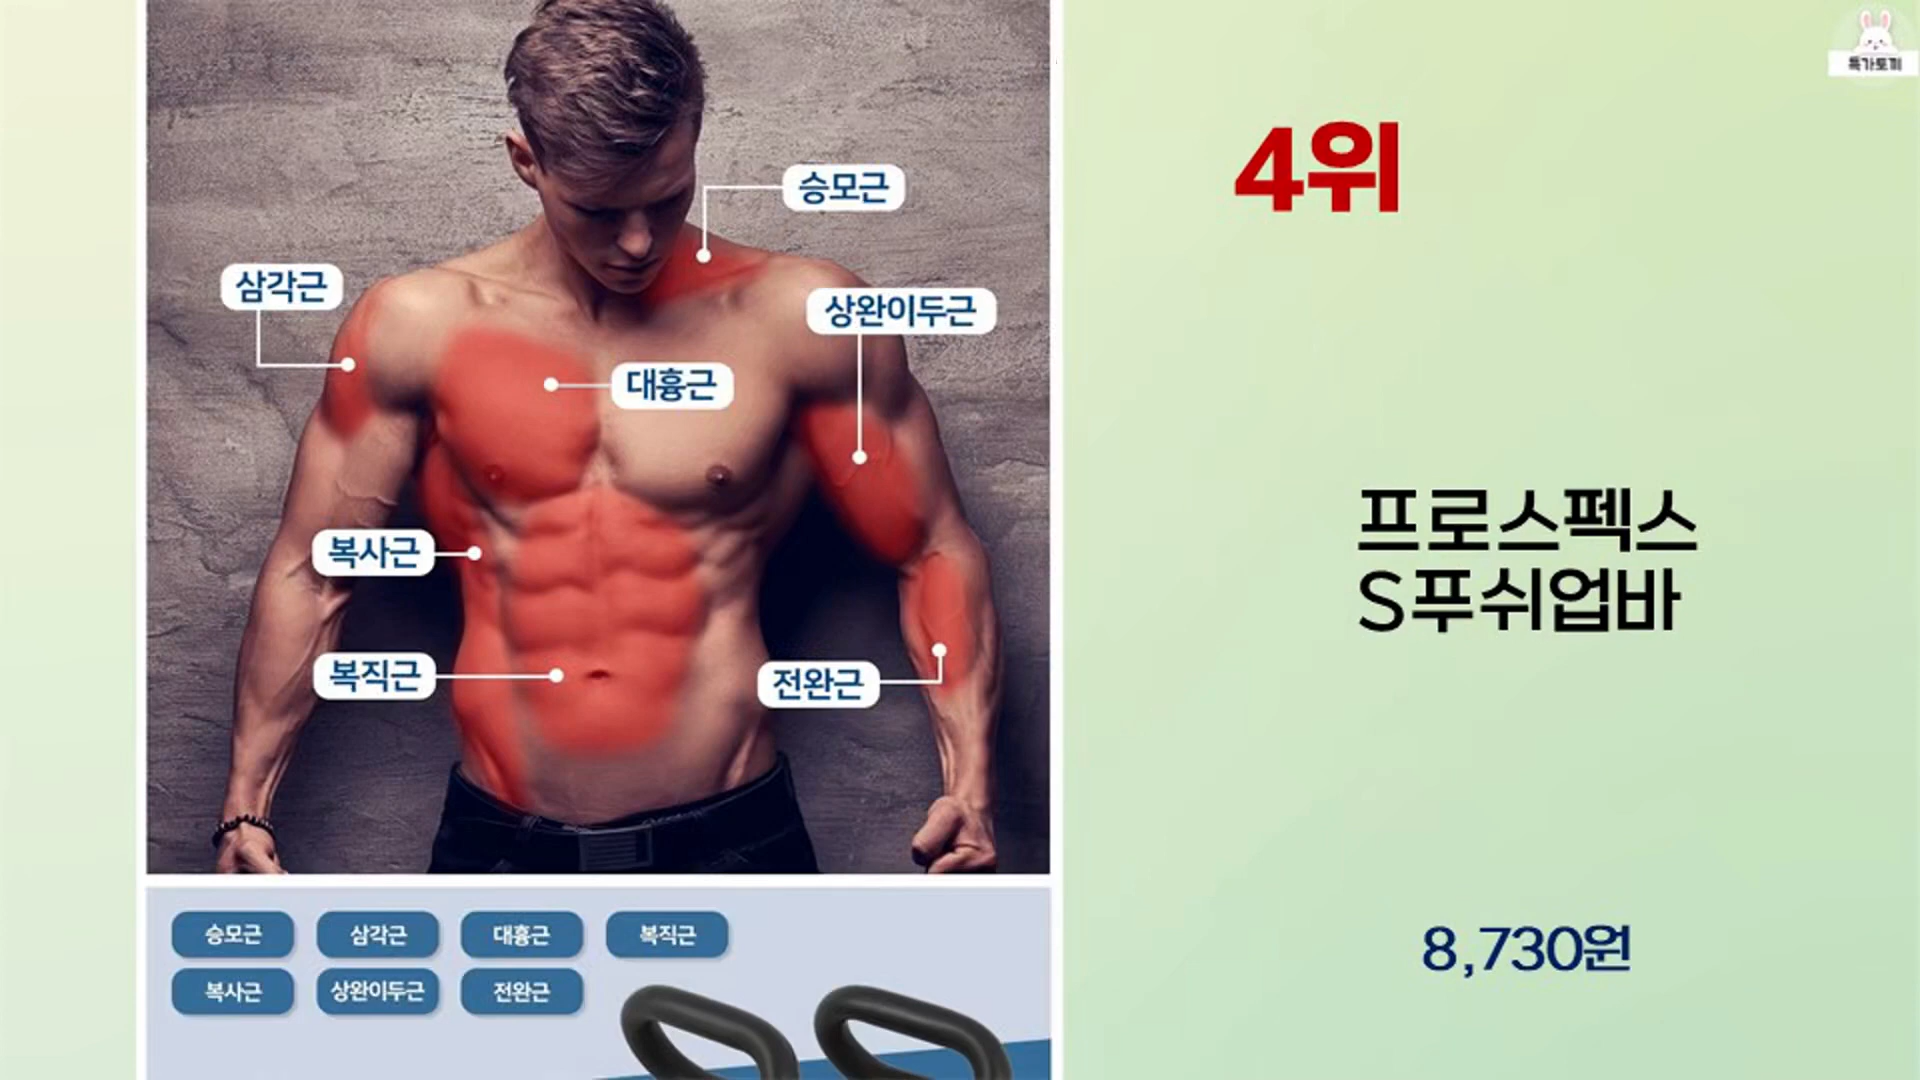 승모근
삼각근
상완이두근
대흉근
복사근
복직근
전완근
승모근 삼각근 대흉근 복직근
복사근 상완이두근 전완근
특가토끼
4위
프로스펙스
S푸쉬업바
8,730원